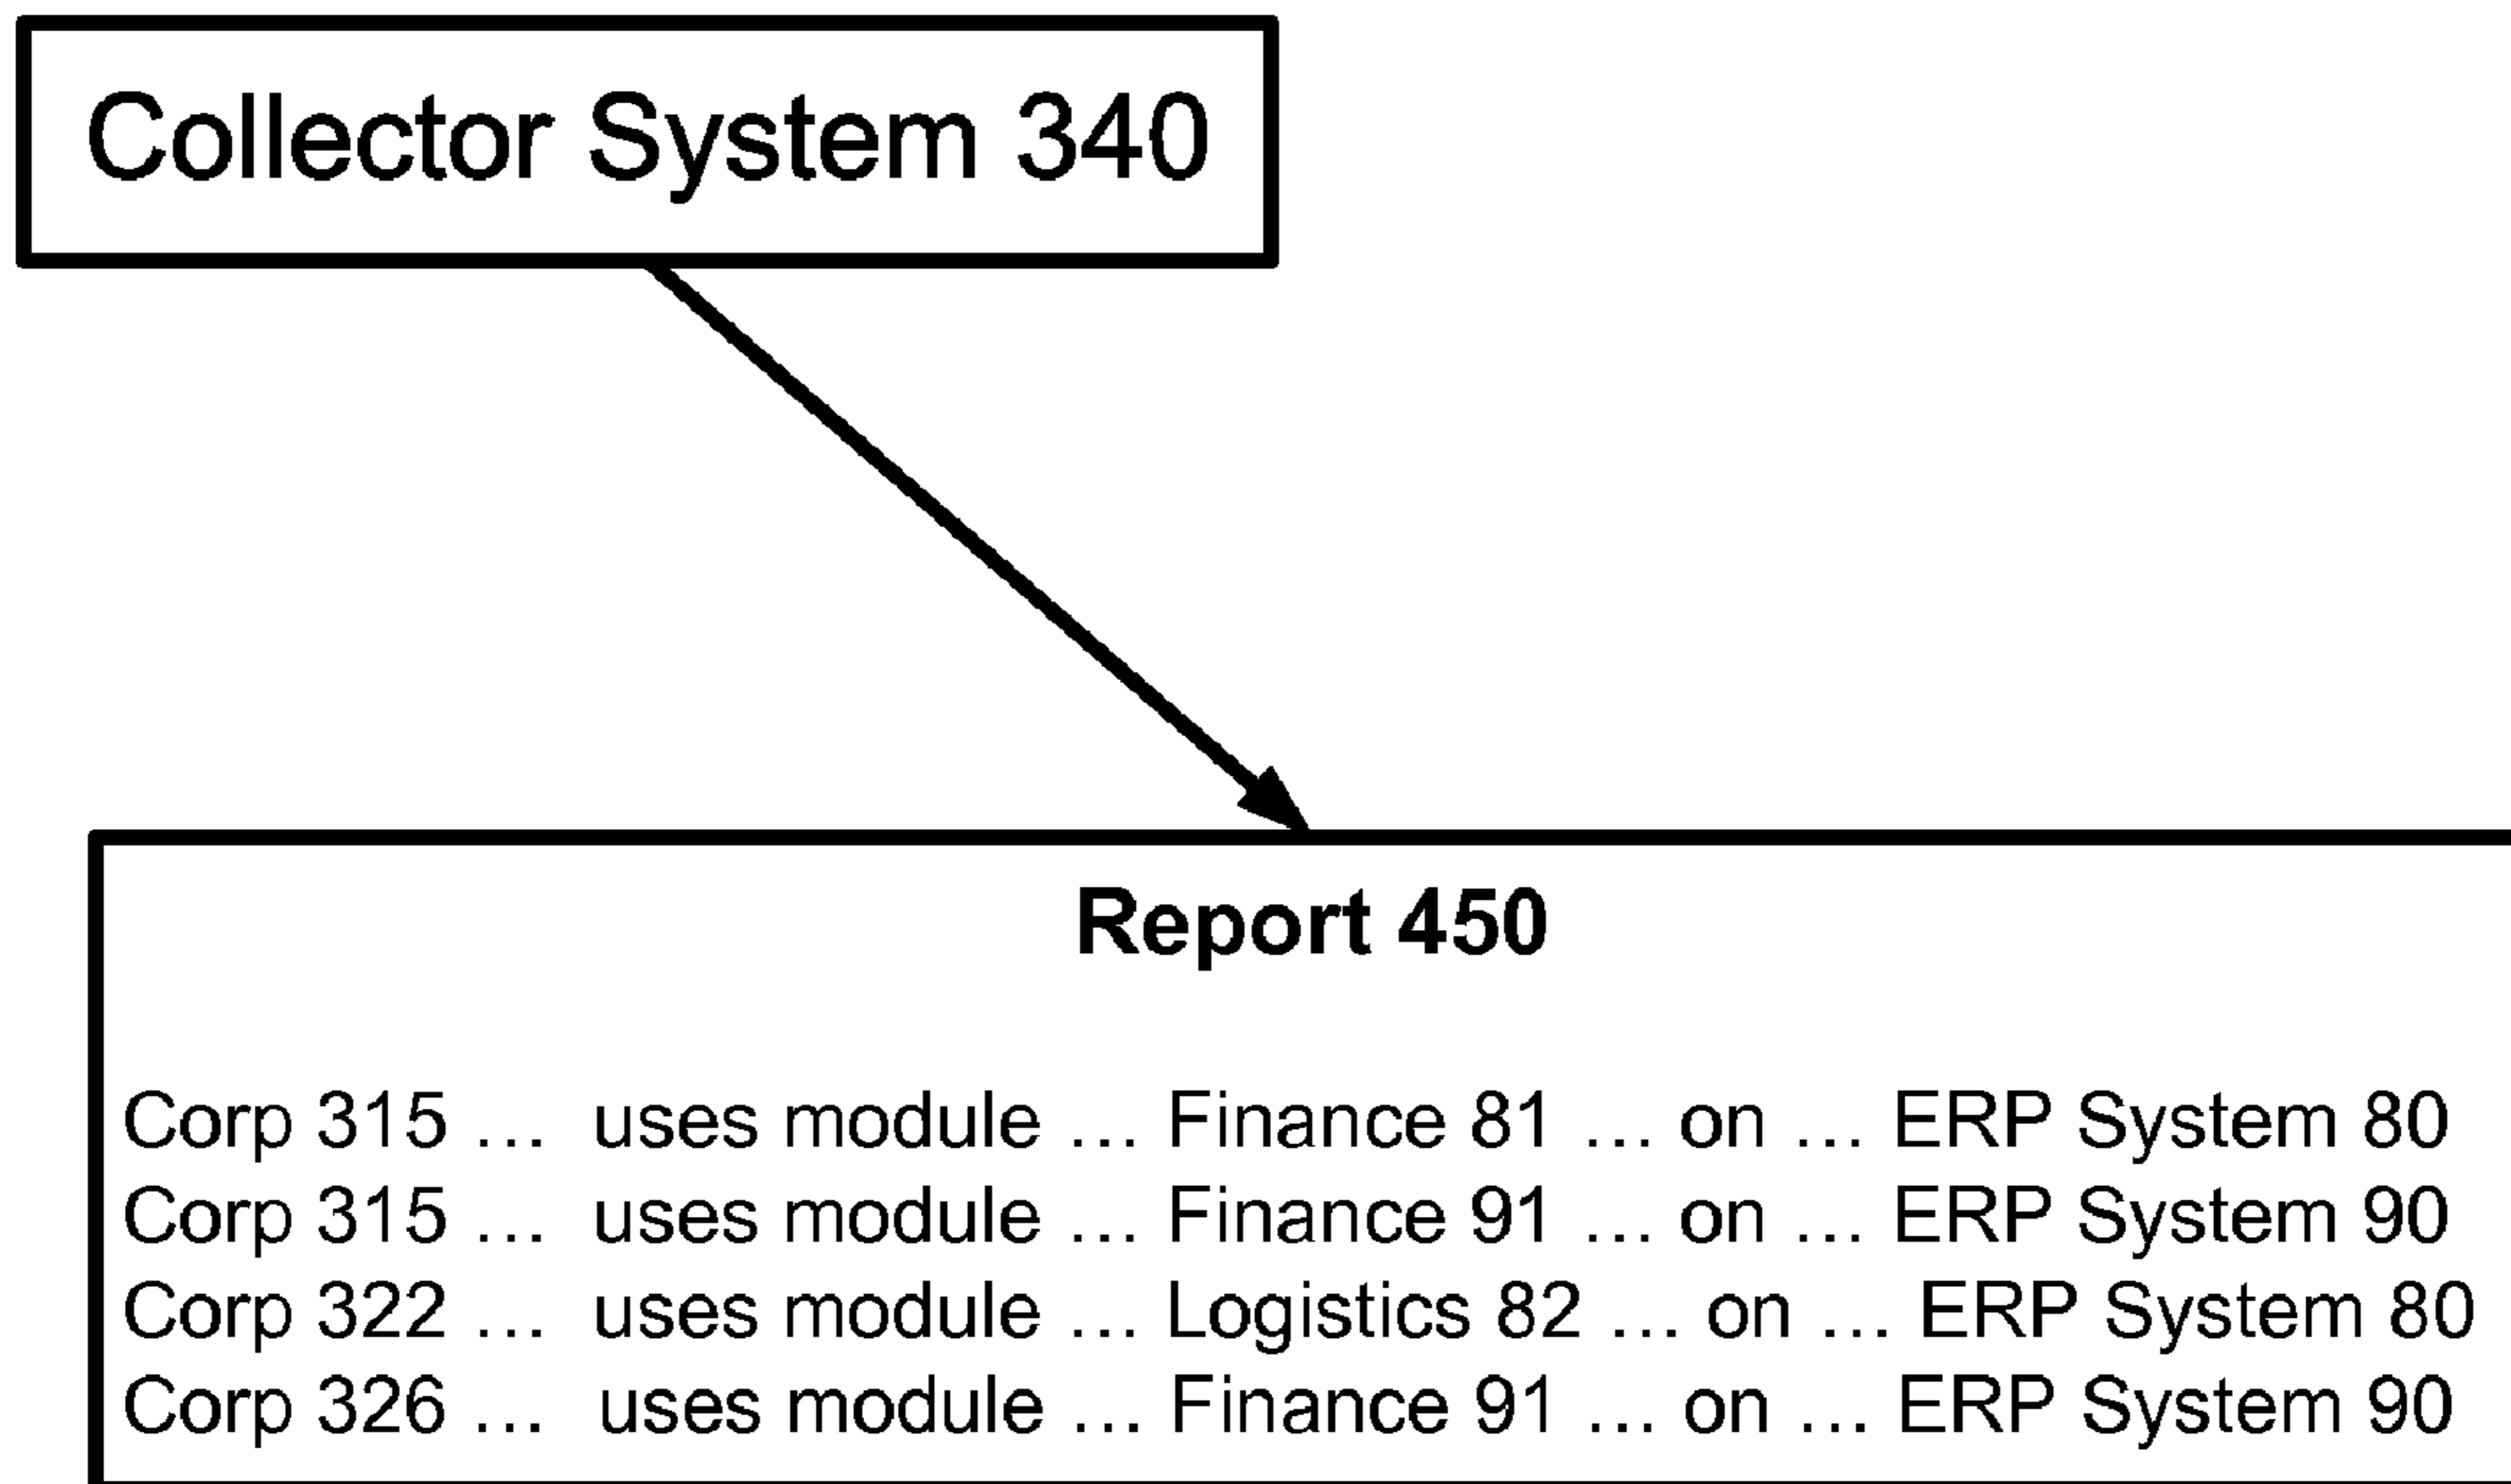 Collector System 340
Report 450
Corp 315 ... uses module ... Finance 81 ... on ... ERP System 80
Corp 315 ... uses module ... Finance 91 ... on ... ERP System 90
Corp 322 ... uses module ... Logistics 82 ... on ... ERP System 80
Corp 326 ... uses module ... Finance 91 ... on ... ERP System 90